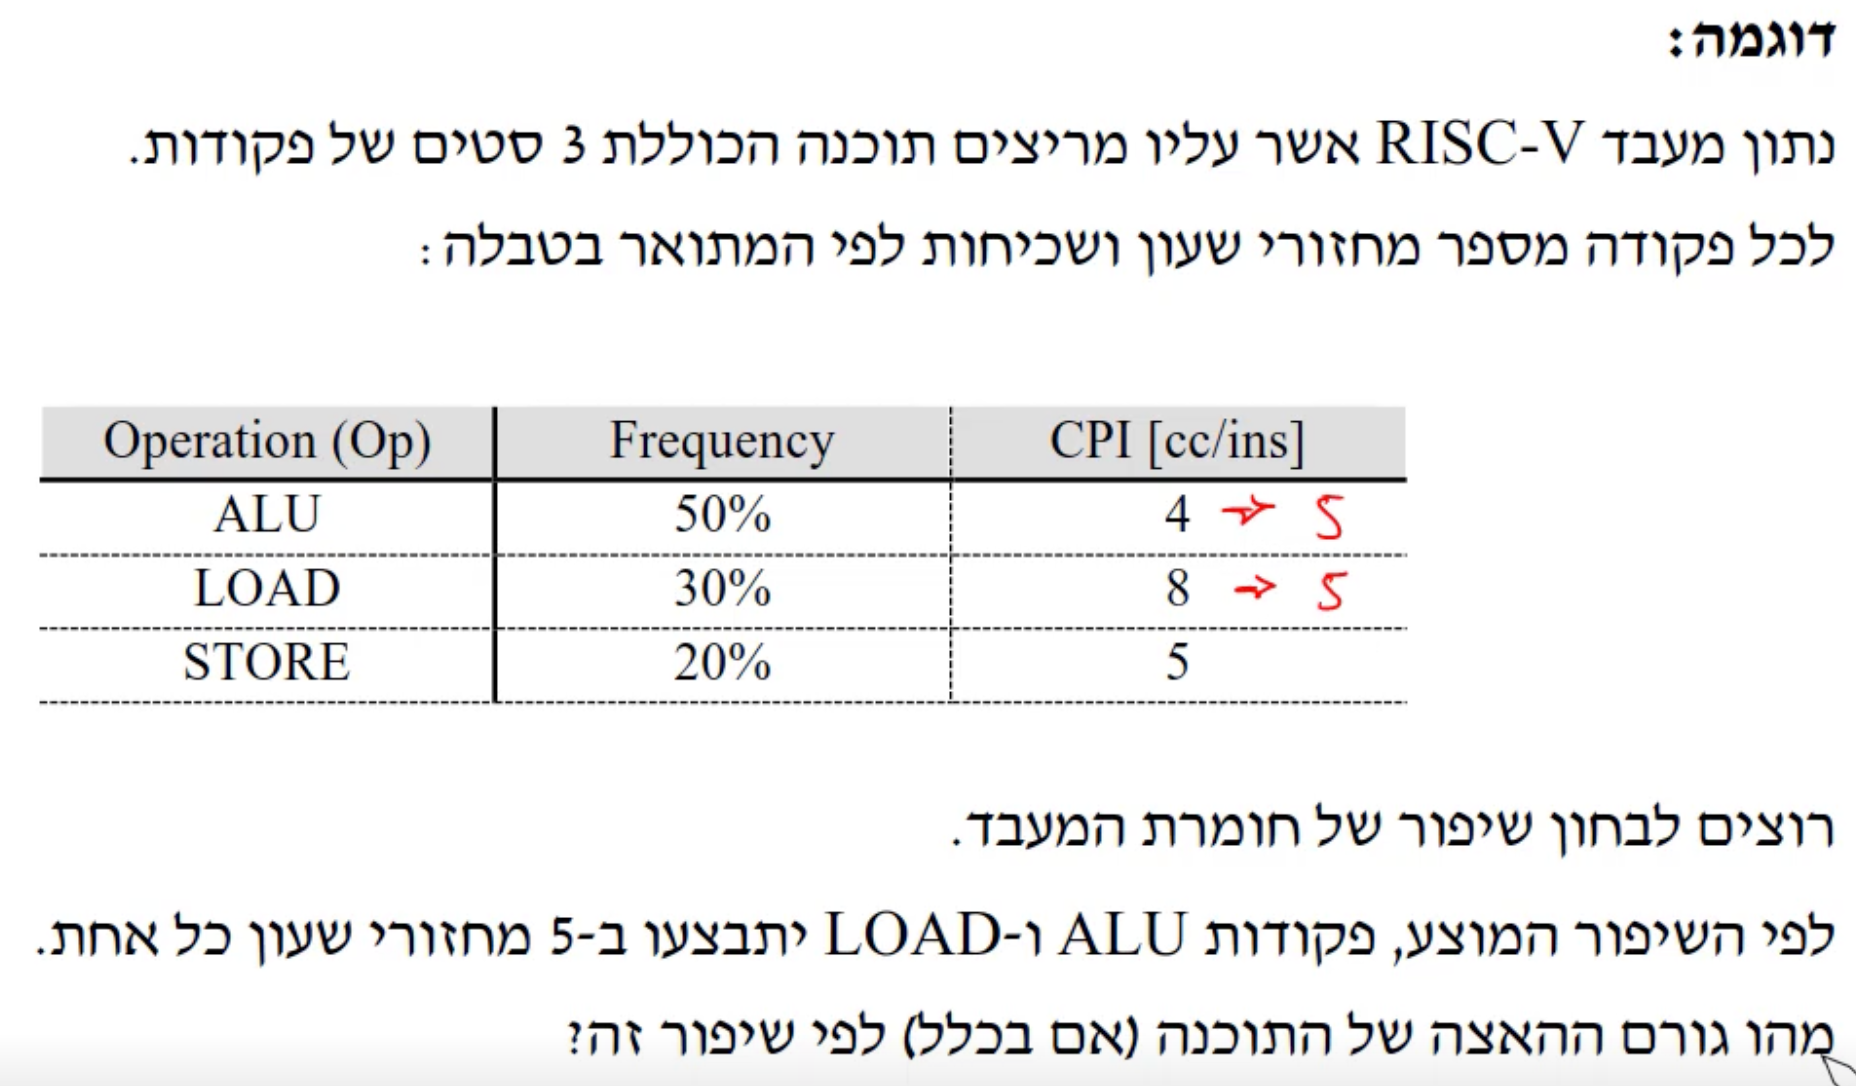 דוגמה:
נתון מעבד RISC-V אשר עליו מריצים תוכנה הכוללת 3 סטים של פקודות.
לכל פקודה מספר מחזורי שעון ושכיחות לפי המתואר בטבלה:
Operation (Op) Frequency CPI [cc/ins]
ALU 50% 4 → 5
LOAD 30% 8 → 5
STORE 20% 5
רוצים לבחון שיפור של חומרת המעבד.
לפי השיפור המוצע, פקודות ALU ו-LOAD יתבצעו ב-5 מחזורי שעון כל אחת.
מהו גורם ההאצה של התוכנה (אם בכלל) לפי שיפור זה?